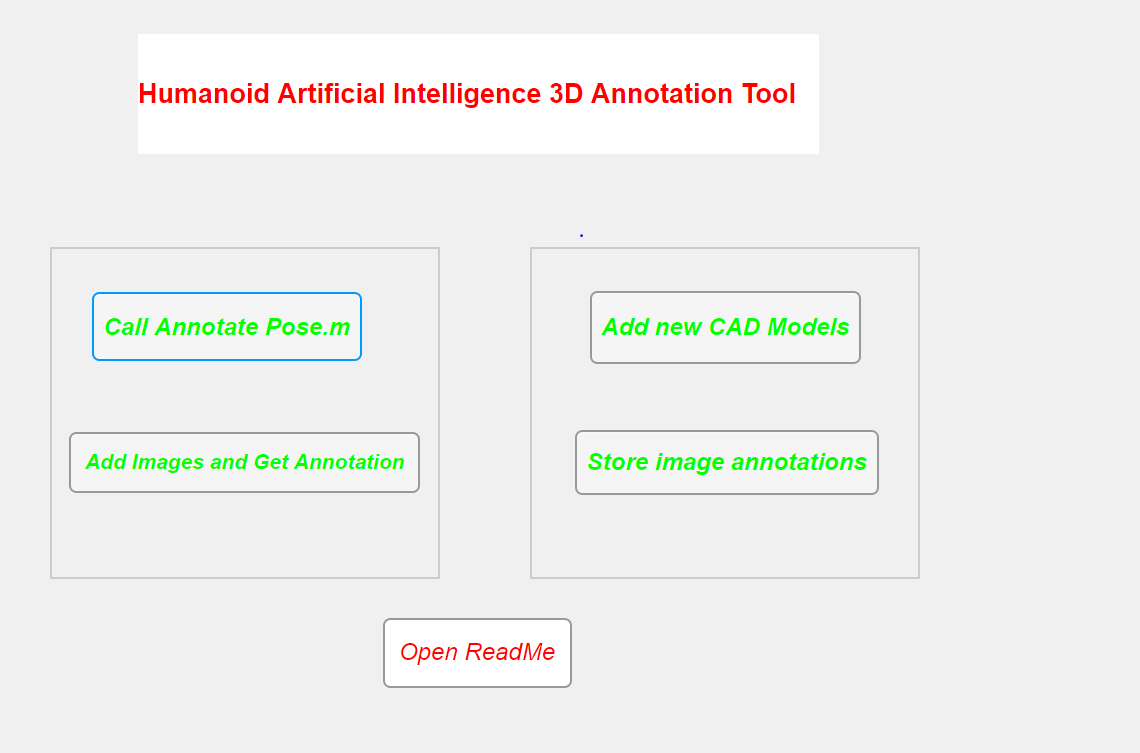 Humanoid Artificial Intelligence 3D Annotation Tool
Call Annotate Pose.m
Add Images and Get Annotation
Add new CAD Models
Store image annotations
Open ReadMe